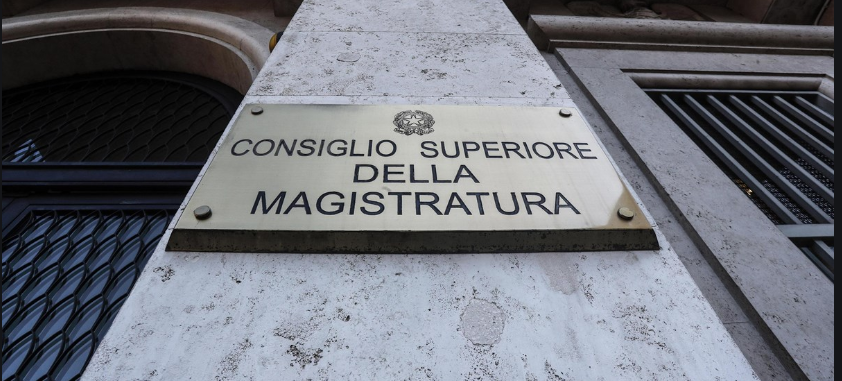 CONSIGLIO SUPERIORE
DELLA
MAGISTRATURA